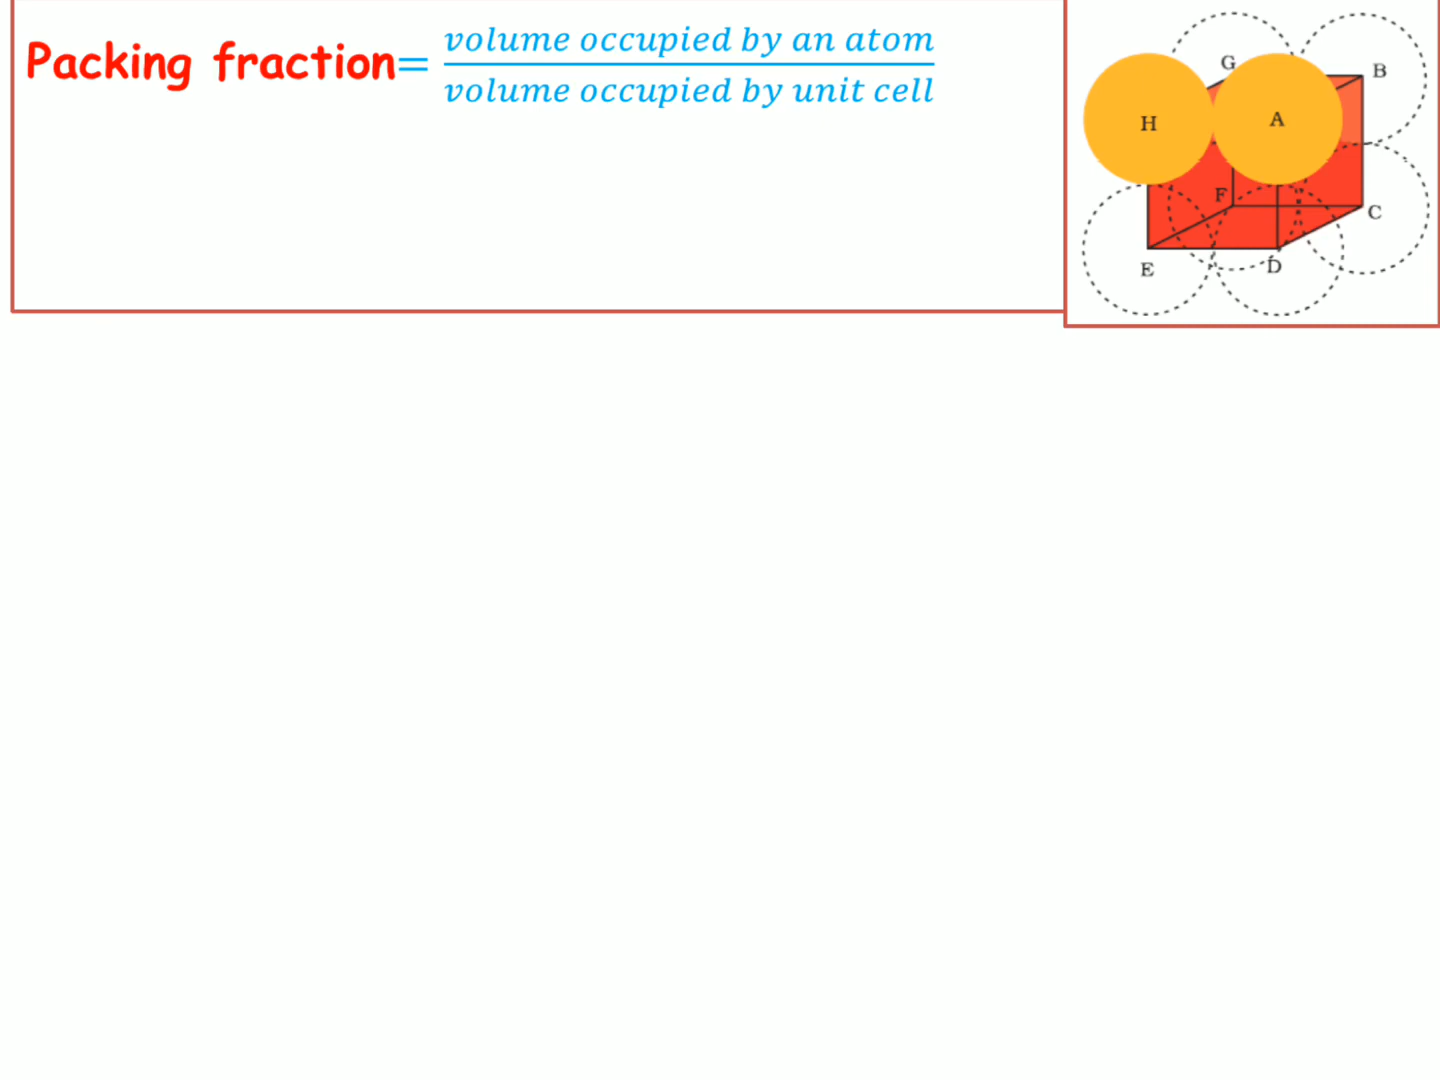 Packing fraction= volume occupied by an atom
volume occupied by unit cell
G
B
H
A
F
C
E
D